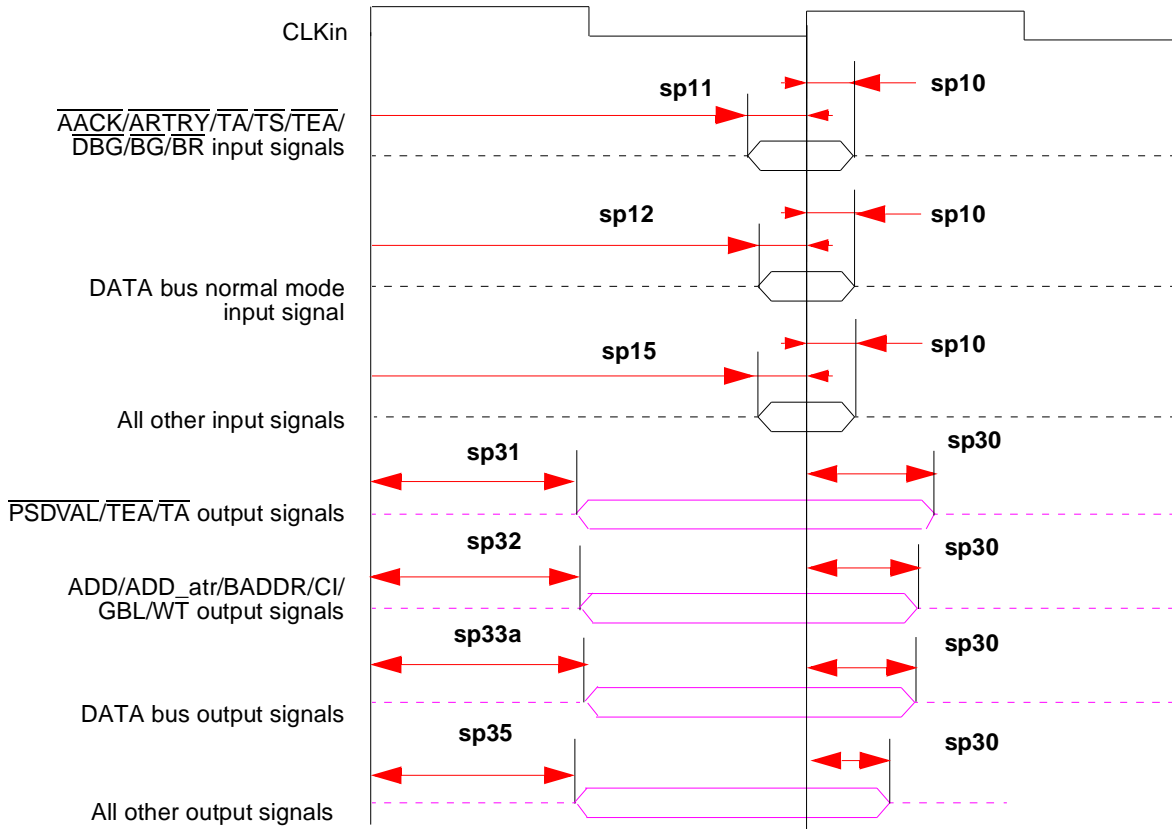 CLKin
sp11
sp10
AACK/ARTRY/TA/TS/TEA/
DBG/BG/BR input signals
sp12
sp10
DATA bus normal mode
input signal
sp15
sp10
All other input signals
sp31
sp30
PSDVAL/TEA/TA output signals
sp32
sp30
ADD/ADD_atr/BADDR/CI/
GBL/WT output signals
sp33a
sp30
DATA bus output signals
sp35
sp30
All other output signals